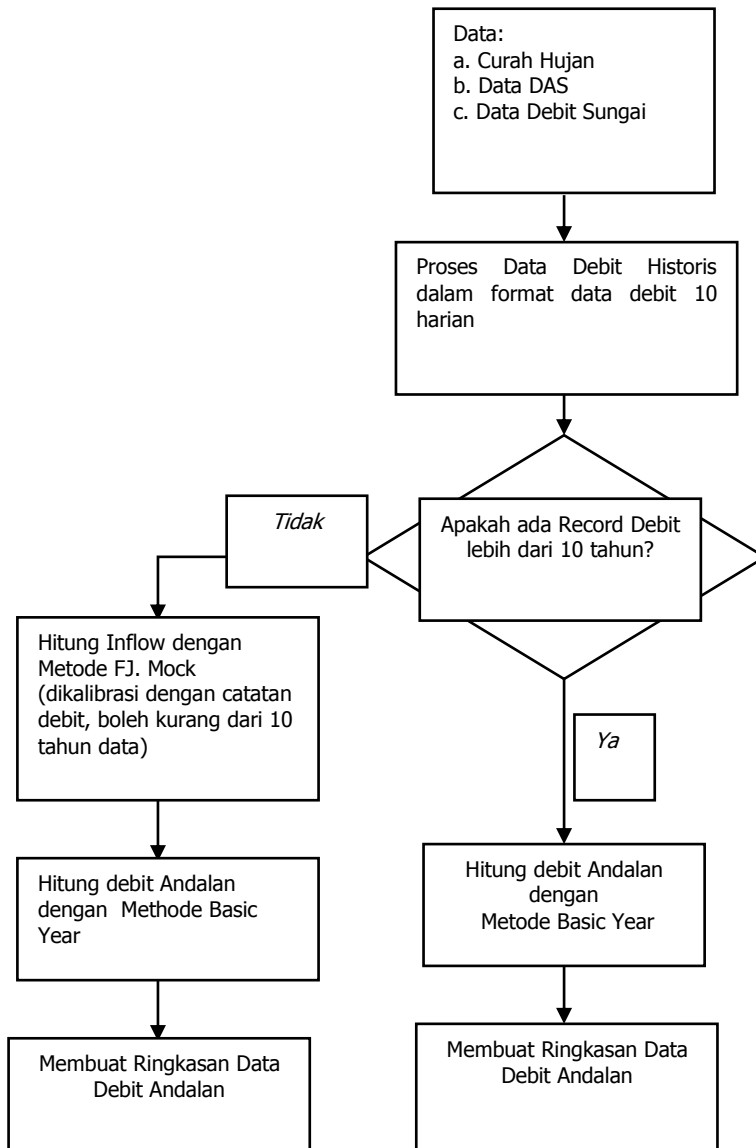 Data:
a. Curah Hujan
b. Data DAS
c. Data Debit Sungai
Proses Data Debit Historis
dalam format data debit 10
harian
Apakah ada Record Debit
lebih dari 10 tahun?
Tidak
Hitung Inflow dengan
Metode FJ. Mock
(dikalibrasi dengan catatan
debit, boleh kurang dari 10
tahun data)
Ya
Hitung debit Andalan
dengan Methode Basic
Year
Hitung debit Andalan
dengan
Metode Basic Year
Membuat Ringkasan Data
Debit Andalan
Membuat Ringkasan Data
Debit Andalan